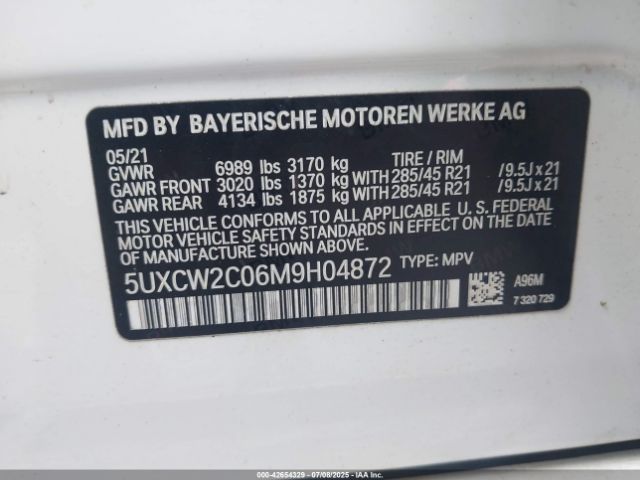 MFD BY BAYERISCHE MOTOREN WERKE AG
05/21
GVWR 6989 lbs 3170 kg TIRE / RIM
GAWR FRONT 3020 lbs 1370 kg WITH 285/45 R21 /9.5J x 21
GAWR REAR 4134 lbs 1875 kg WITH 285/45 R21 /9.5J x 21
THIS VEHICLE CONFORMS TO ALL APPLICABLE U. S. FEDERAL
MOTOR VEHICLE SAFETY STANDARDS IN EFFECT ON THE DATE
OF MANUFACTURE SHOWN ABOVE.
5UXCW2C06M9H04872 TYPE: MPV
A96M
7 320 729
000-42654329 - 07/08/2025 - IAAI.COM